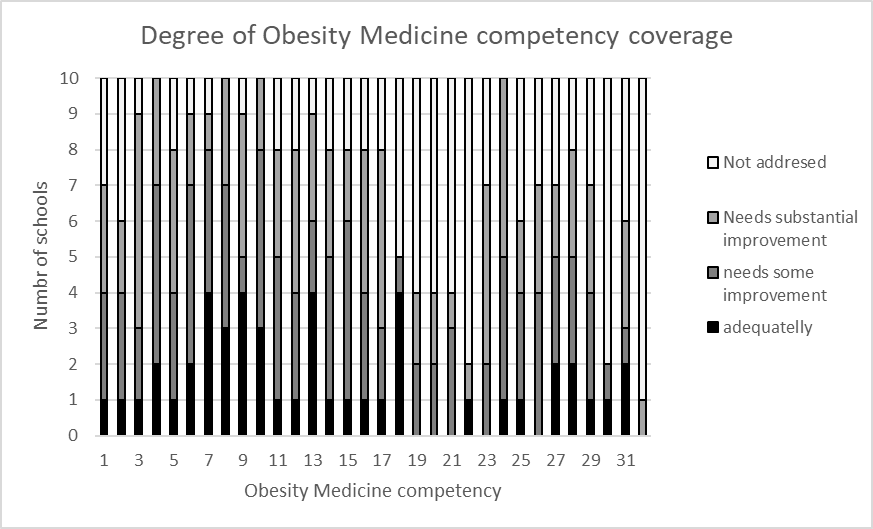 Degree of Obesity Medicine competency coverage
10
9
8
7
6
5
4
3
2
1
0
Numbr of schools
1 3 5 7 9 11 13 15 17 19 21 23 25 27 29 31
Obesity Medicine competency
Not addresed
Needs substantial
improvement
needs some
improvement
adequatelly